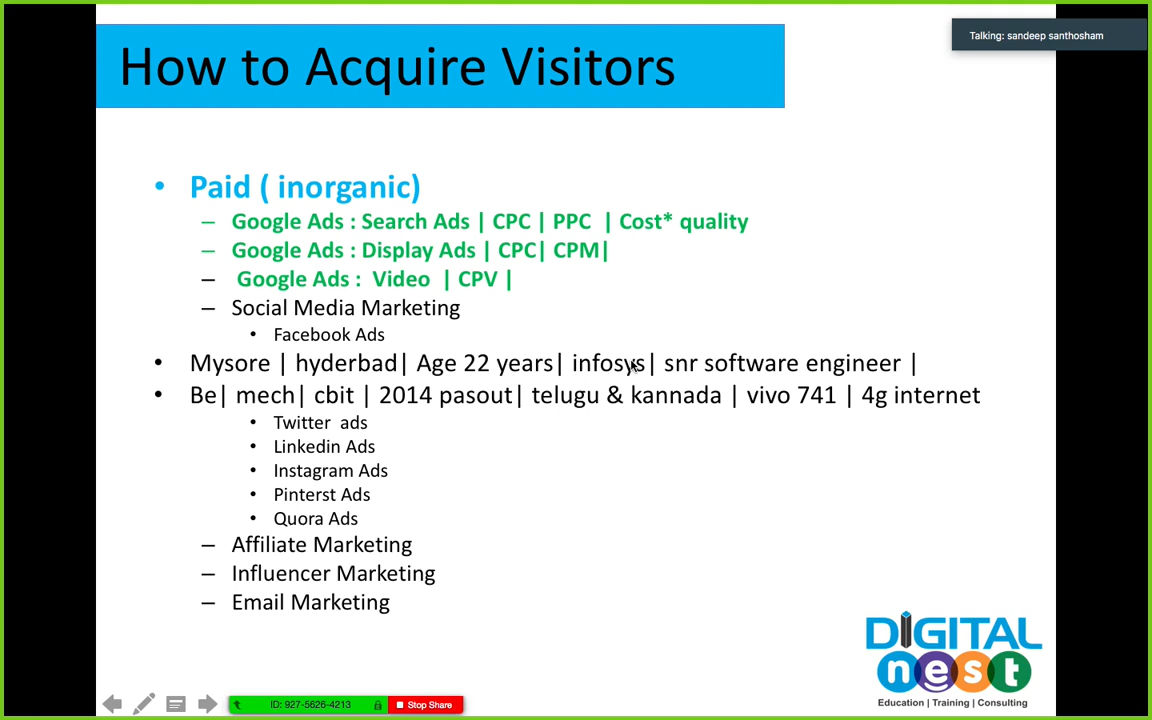 How to Acquire Visitors
Talking: sandeep santhosham
• Paid ( inorganic)
– Google Ads : Search Ads | CPC | PPC | Cost* quality
– Google Ads : Display Ads | CPC| CPM|
– Google Ads : Video | CPV |
– Social Media Marketing
• Facebook Ads
• Mysore | hyderbad| Age 22 years| infosys| snr software engineer |
• Be| mech| cbit | 2014 pasout| telugu & kannada | vivo 741 | 4g internet
• Twitter ads
• Linkedin Ads
• Instagram Ads
• Pinterst Ads
• Quora Ads
– Affiliate Marketing
– Influencer Marketing
– Email Marketing
DIGITAL
nest
Education | Training | Consulting
ID: 927-5626-4213
Stop Share